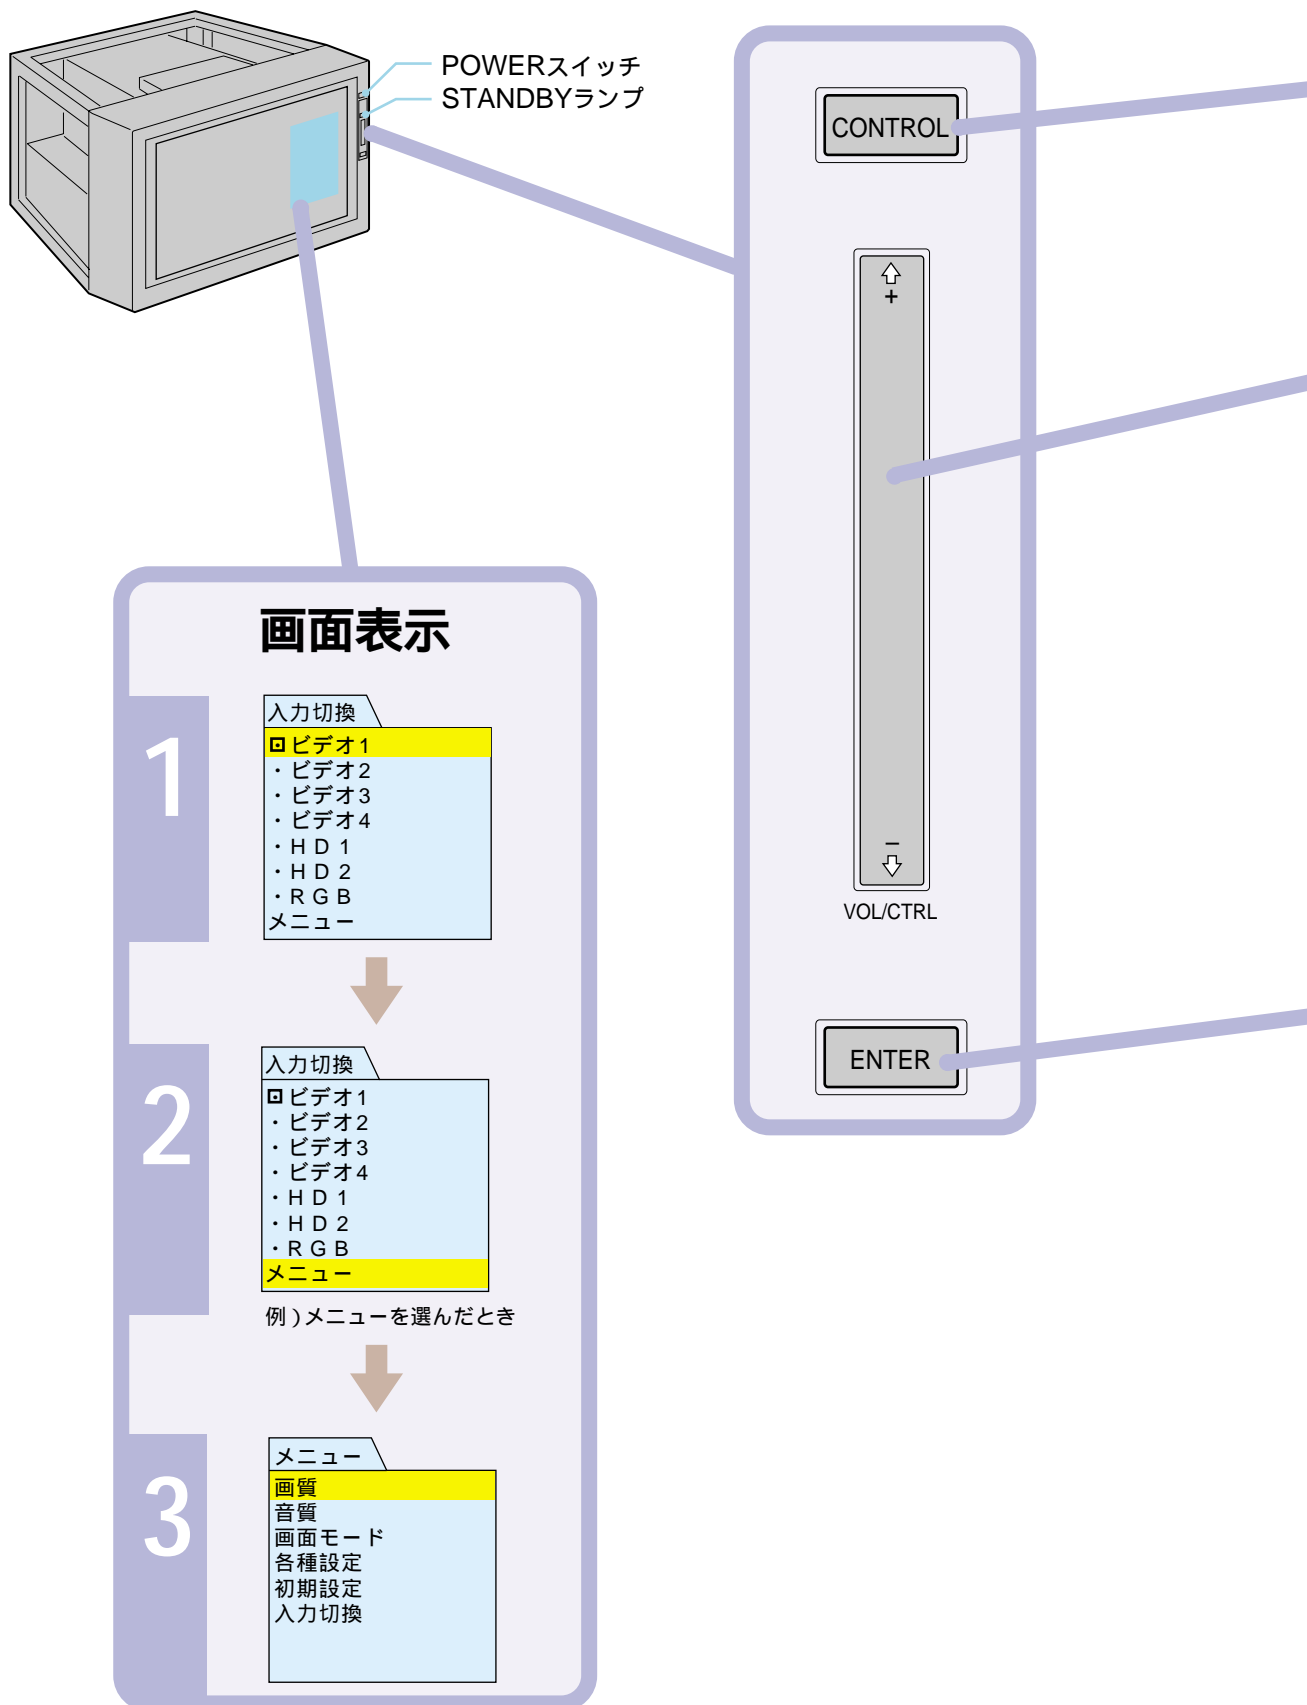 POWERスイッチ
STANDBYランプ
CONTROL
+
−
VOL/CTRL
ENTER
画面表示
1
入力切換
ビデオ1
・ビデオ2
・ビデオ3
・ビデオ4
・HD1
・HD2
・RGB
メニュー
2
入力切換
ビデオ1
・ビデオ2
・ビデオ3
・ビデオ4
・HD1
・HD2
・RGB
メニュー
例)メニューを選んだとき
3
メニュー
画質
音質
画面モード
各種設定
初期設定
入力切換